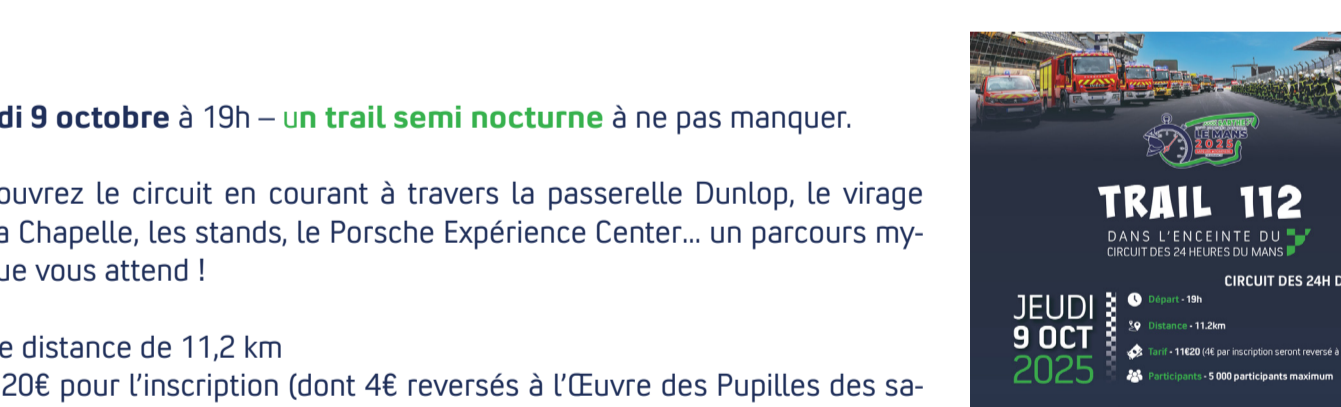 di 9 octobre à 19h – un trail semi nocturne à ne pas manquer.
ouvrez le circuit en courant à travers la passerelle Dunlop, le virage
a Chapelle, les stands, le Porsche Expérience Center... un parcours my-
ue vous attend !
e distance de 11,2 km
20€ pour l'inscription (dont 4€ reversés à l'Œuvre des Pupilles des sa-
LE MANS
2025
TRAIL 112
DANS L'ENCEINTE DU
CIRCUIT DES 24 HEURES DU MANS
CIRCUIT DES 24H D
JEUDI
9 OCT
2025
Départ - 19h
Distance - 11.2km
Tarif - 11€20 (4€ par inscription seront reversé à
Participants - 5 000 participants maximum